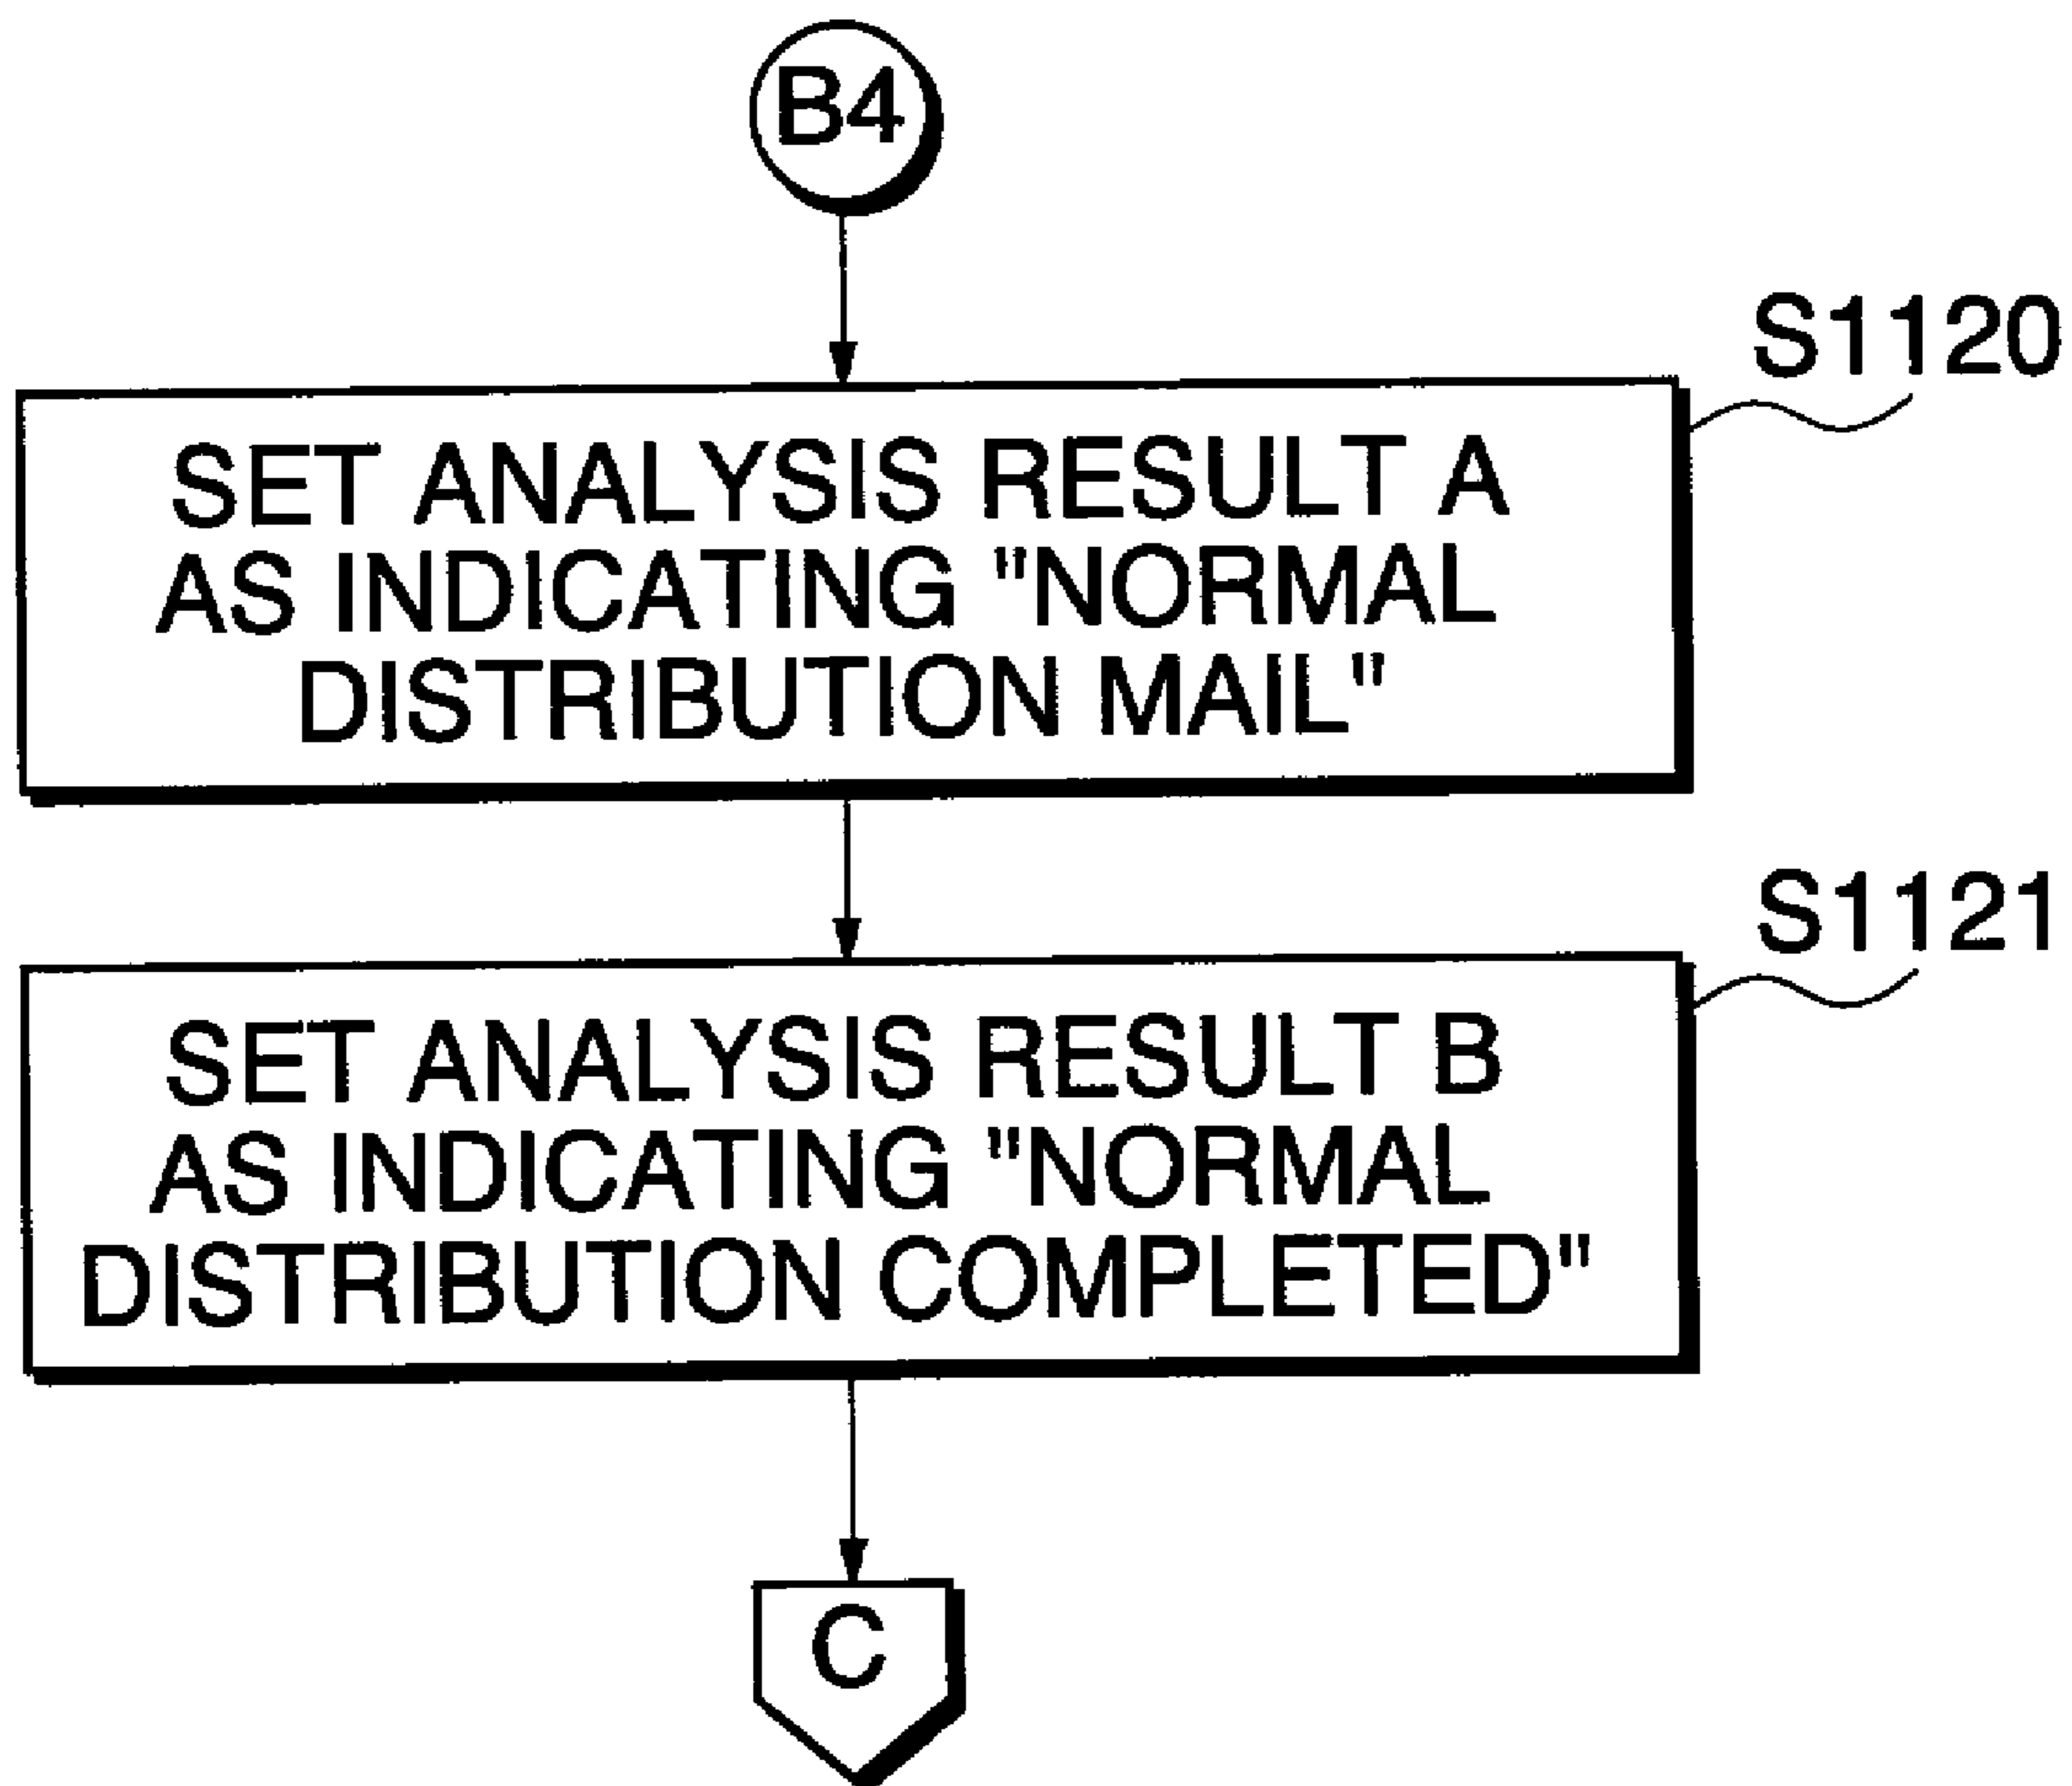 B4
S1120
SET ANALYSIS RESULT A
AS INDICATING "NORMAL
DISTRIBUTION MAIL"
S1121
SET ANALYSIS RESULT B
AS INDICATING "NORMAL
DISTRIBUTION COMPLETED"
C